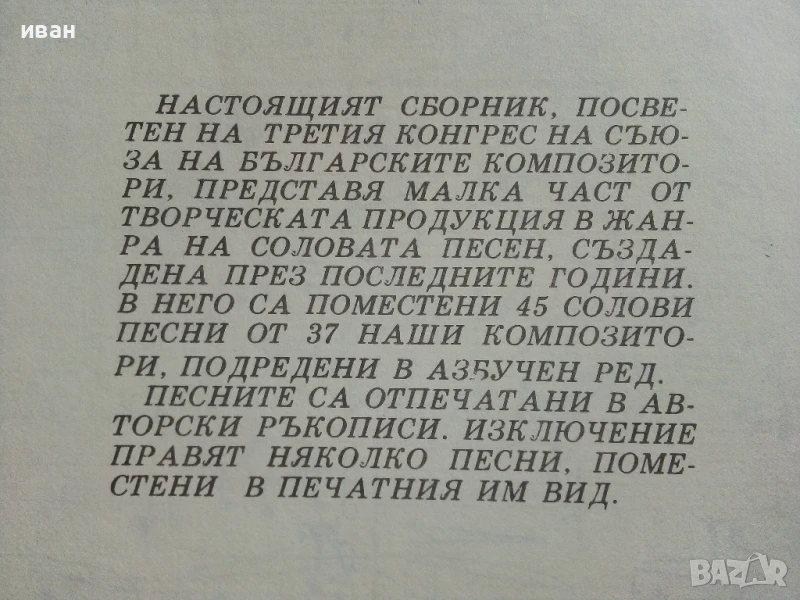 иван
НАСТОЯЩИЯТ СБОРНИК, ПОСВЕ-
ТЕН НА ТРЕТИЯ КОНГРЕС НА СЪЮ-
ЗА НА БЪЛГАРСКИТЕ КОМПОЗИТО-
РИ, ПРЕДСТАВЯ МАЛКА ЧАСТ ОТ
ТВОРЧЕСКАТА ПРОДУКЦИЯ В ЖАН-
РА НА СОЛОВАТА ПЕСЕН, СЪЗДА-
ДЕНА ПРЕЗ ПОСЛЕДНИТЕ ГОДИНИ.
В НЕГО СА ПОМЕСТЕНИ 45 СОЛОВИ
ПЕСНИ ОТ 37 НАШИ КОМПОЗИТО-
РИ, ПОДРЕДЕНИ В АЗБУЧЕН РЕД.
ПЕСНИТЕ СА ОТПЕЧАТАНИ В АВ-
ТОРСКИ РЪКОПИСИ. ИЗКЛЮЧЕНИЕ
ПРАВЯТ НЯКОЛКО ПЕСНИ, ПОМЕ-
СТЕНИ В ПЕЧАТНИЯ ИМ ВИД.
BAZAR